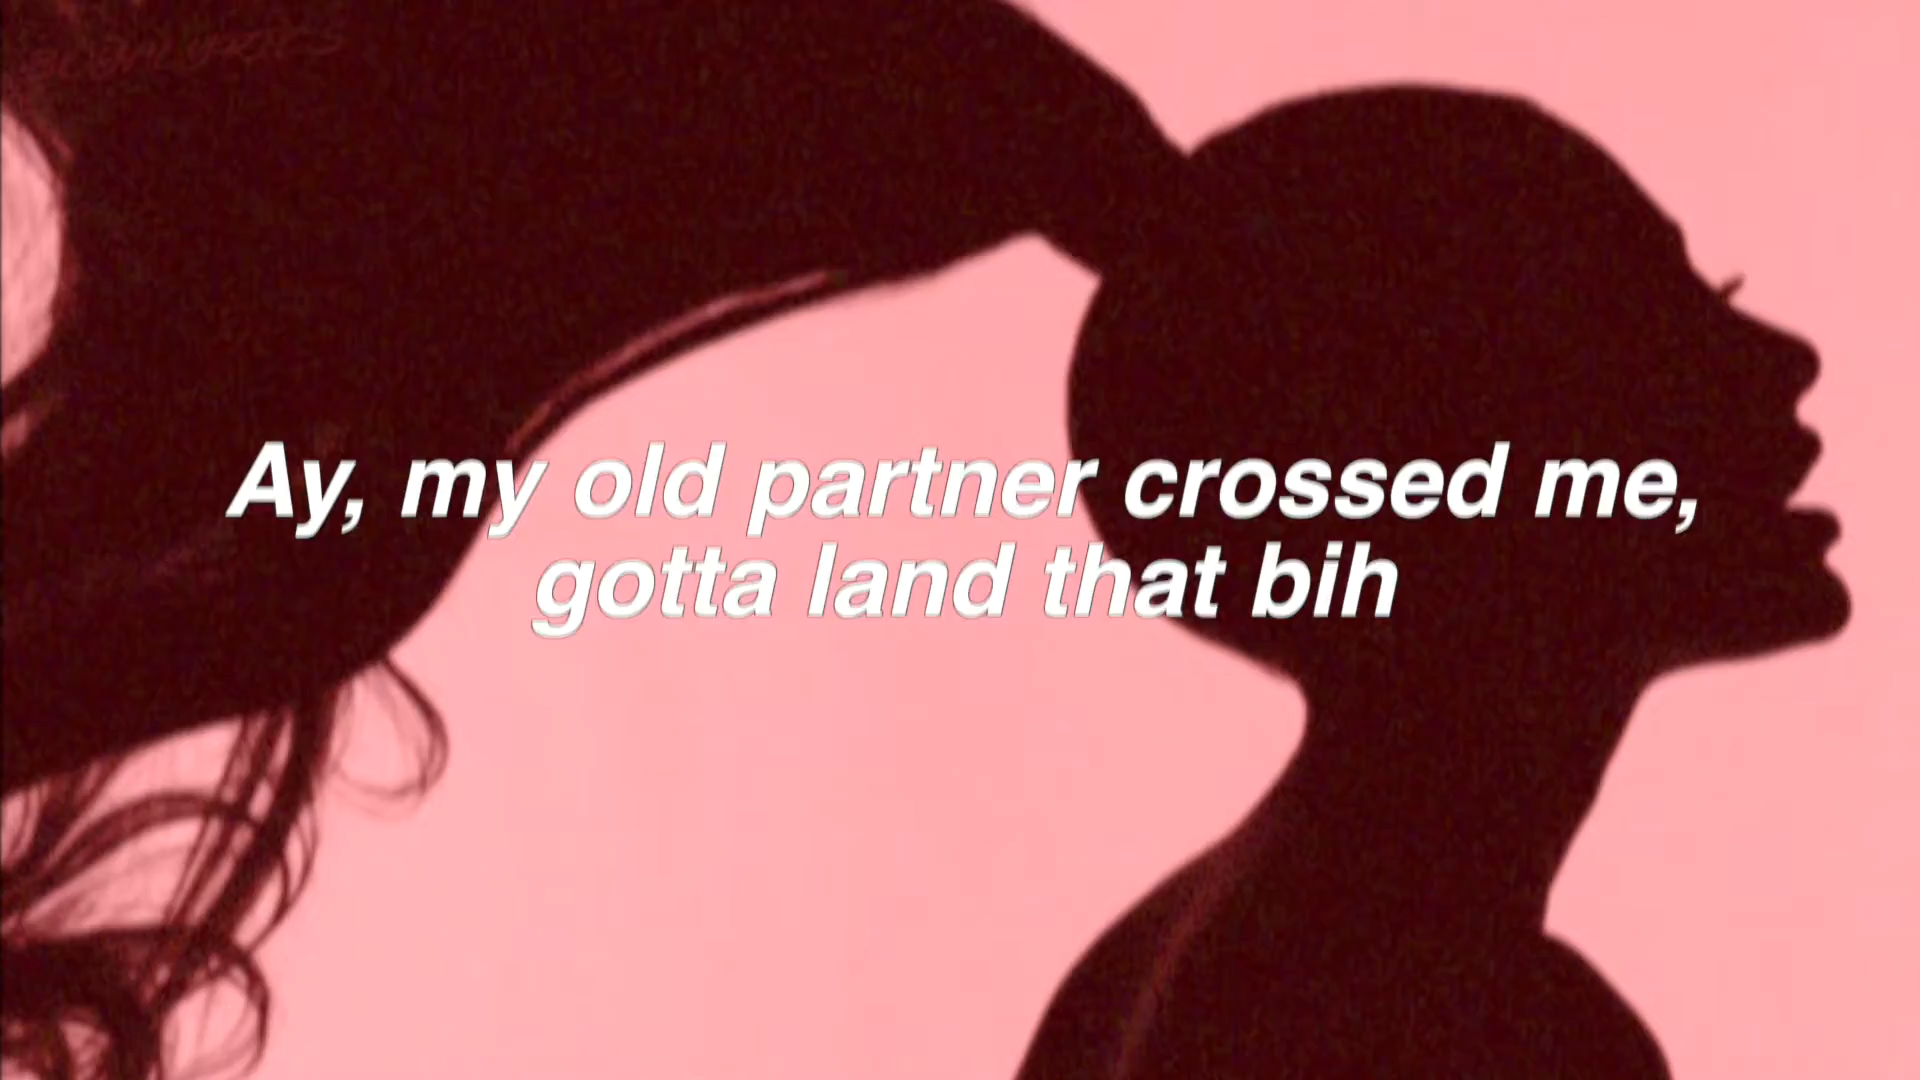 Ay, my old partner crossed me,
gotta land that bih